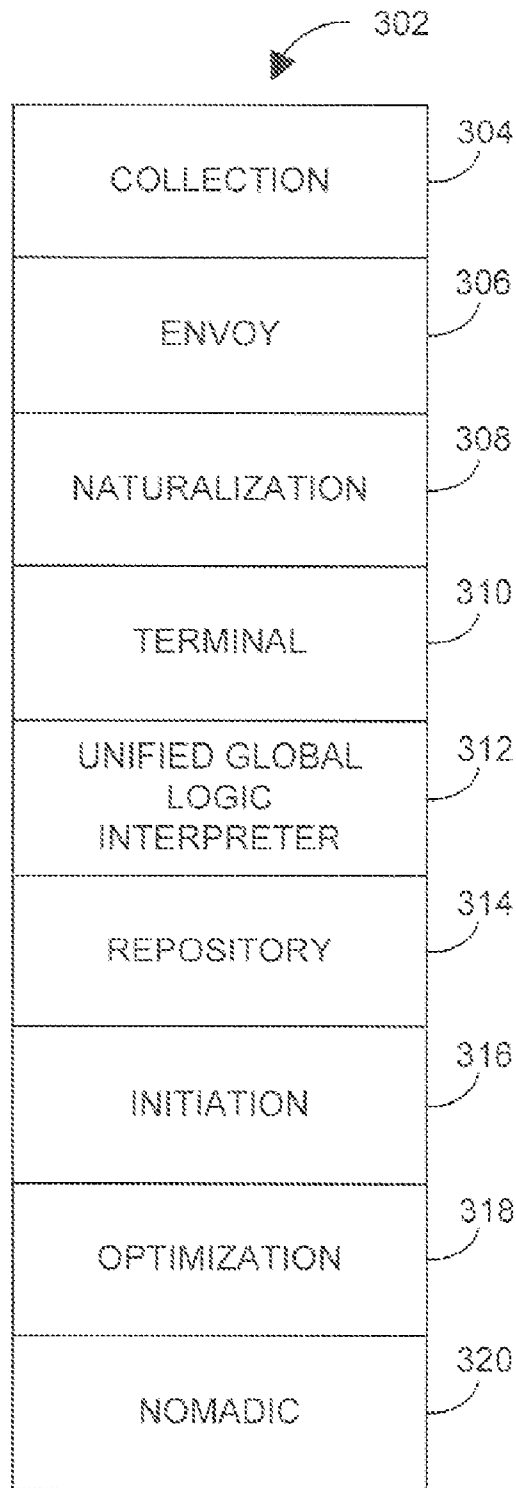 302
COLLECTION
304
ENVOY
306
NATURALIZATION
308
TERMINAL
310
UNIFIED GLOBAL
LOGIC
INTERPRETER
312
REPOSITORY
314
INITIATION
316
OPTIMIZATION
318
NOMADIC
320